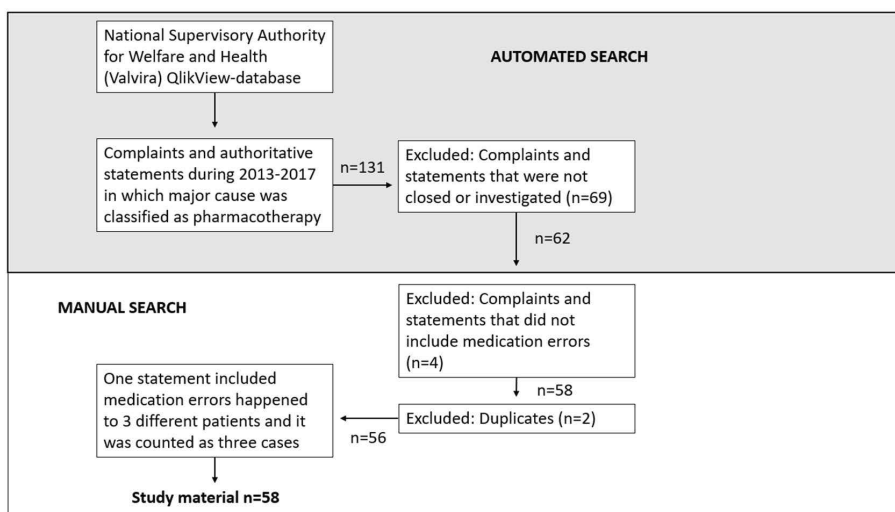 National Supervisory Authority
for Welfare and Health
(Valvira) QlikView-database
AUTOMATED SEARCH
Complaints and authoritative
statements during 2013-2017
in which major cause was
classified as pharmacotherapy
n=131
Excluded: Complaints and
statements that were not
closed or investigated (n=69)
n=62
MANUAL SEARCH
Excluded: Complaints and
statements that did not
include medication errors
(n=4)
n=58
Excluded: Duplicates (n=2)
n=56
One statement included
medication errors happened
to 3 different patients and it
was counted as three cases
Study material n=58